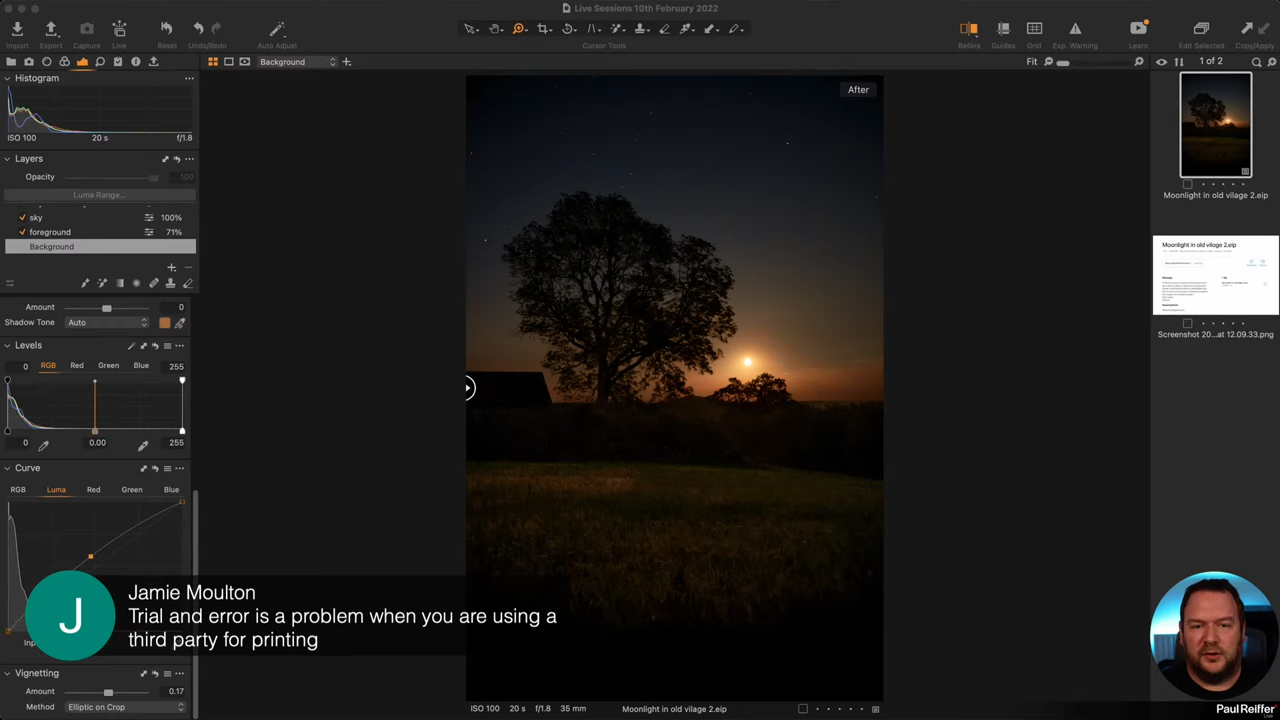 Live Sessions 10th February 2022
Import
Export
Capture
Live
Reset
Undo/Redo
Auto Adjust
Cursor Tools
Before
Guides
Grid
Exp. Warning
Learn
Edit Selected
Copy/Apply
Background
Fit
1 of 2
Histogram
ISO 100
20 s
f/1.8
Layers
Opacity
100
Luma Range...
sky
100%
foreground
71%
Background
Amount
0
Shadow Tone
Auto
Levels
0
RGB
Red
Green
Blue
255
0
0.00
255
Curve
RGB
Luma
Red
Green
Blue
Vignetting
Amount
0.17
Method
Elliptic on Crop
After
J
Jamie Moulton
Trial and error is a problem when you are using a
third party for printing
ISO 100
20 s
f/1.8
35 mm
Moonlight in old vilage 2.eip
Moonlight in old vilage 2.eip
Moonlight in old viloge 2.eip
Screenshot 20...at 12.09.33.png
Paul Reiffer
Live